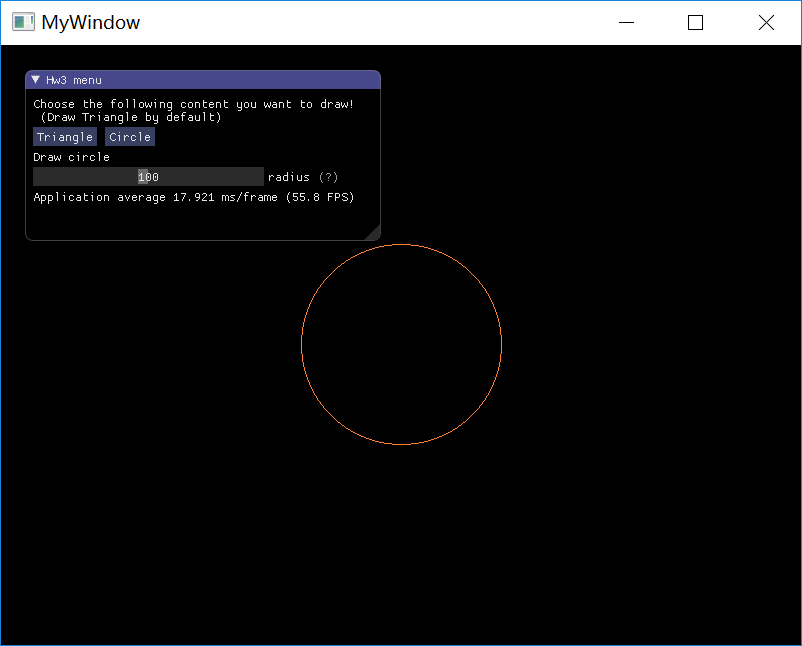 MyWindow
Hw3 menu
Choose the following content you want to draw!
(Draw Triangle by default)
Triangle Circle
Draw circle
100 radius (?)
Application average 17.921 ms/frame (55.8 FPS)